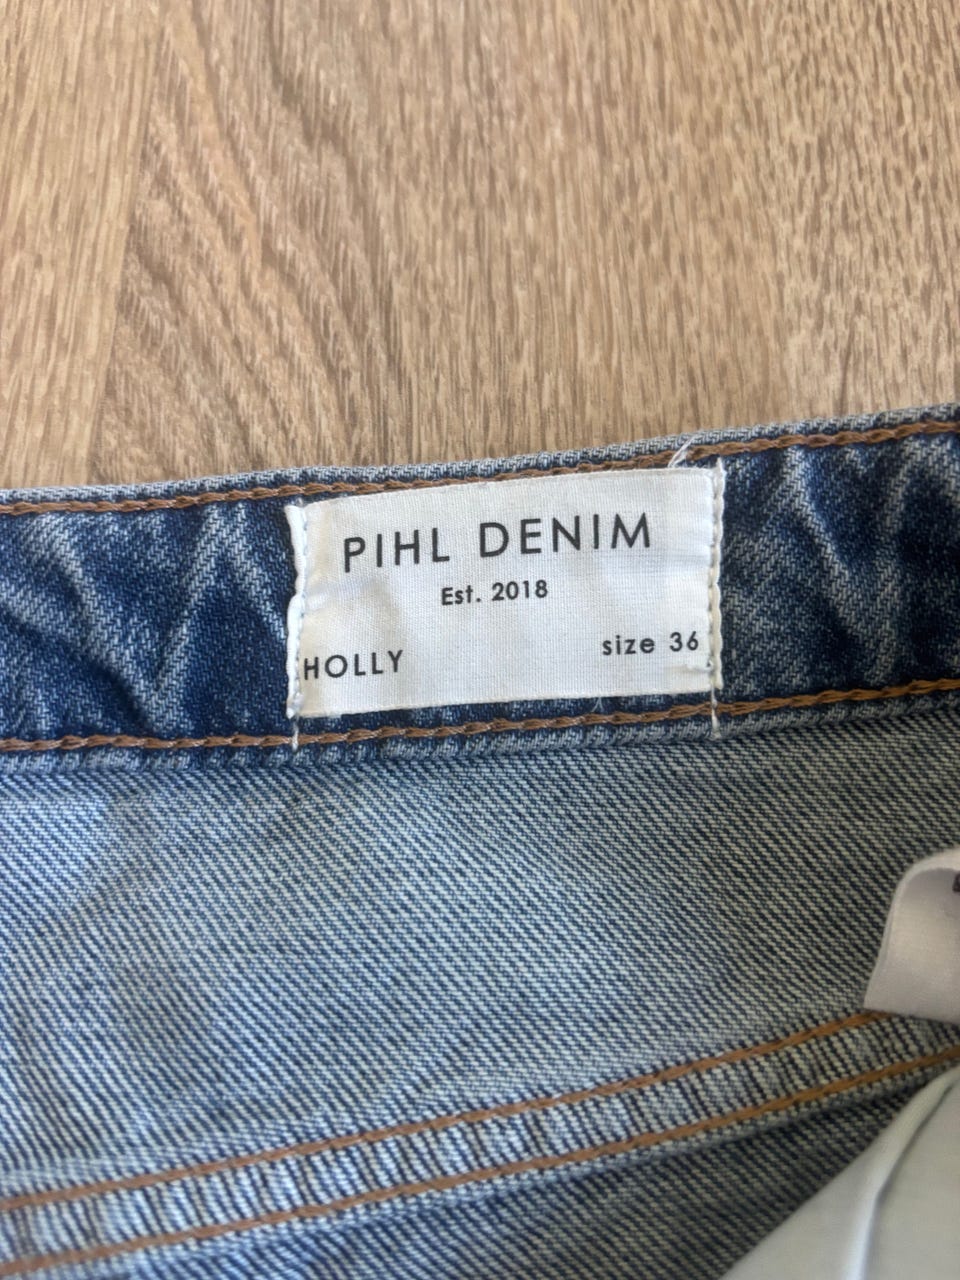 PIHL DENIM
Est. 2018
HOLLY size 36